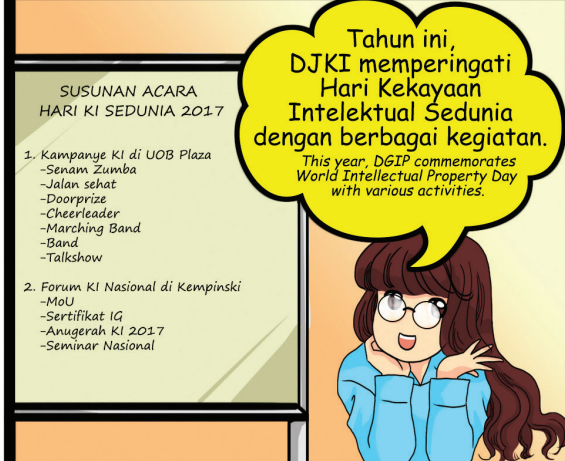 SUSUNAN ACARA
HARI KI SEDUNIA 2017
1. Kampanye KI di UOB Plaza
-Senam Zumba
-Jalan sehat
-Doorprize
-Cheerleader
-Marching Band
-Band
-Talkshow
2. Forum KI Nasional di Kempinski
-MoU
-Sertifikat IG
-Anugerah KI 2017
-Seminar Nasional
Tahun ini,
DJKI memperingati
Hari Kekayaan
Intelektual Sedunia
dengan berbagai kegiatan.
This year, DGIP commemorates
World Intellectual Property Day
with various activities.